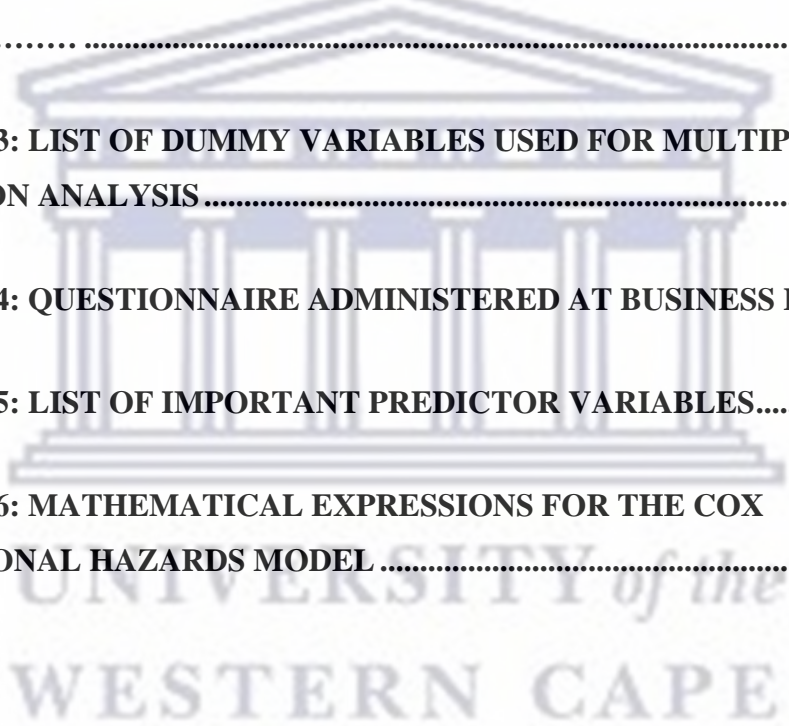 ........ ................................................................................
3: LIST OF DUMMY VARIABLES USED FOR MULTIP
ON ANALYSIS ................................................................
4: QUESTIONNAIRE ADMINISTERED AT BUSINESS
5: LIST OF IMPORTANT PREDICTOR VARIABLES....
6: MATHEMATICAL EXPRESSIONS FOR THE COX
ONAL HAZARDS MODEL .............................................
UNIVERSITY of the
WESTERN CAPE